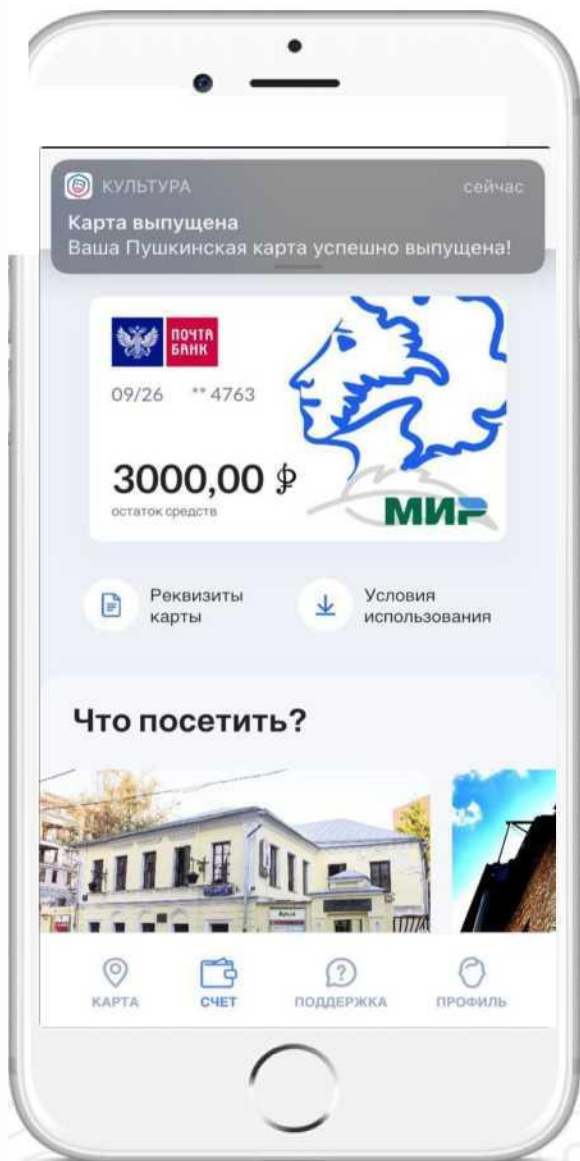 КУЛЬТУРА сейчас
Карта выпущена
Ваша Пушкинская карта успешно выпущена!
ПОЧТА
БАНК
09/26 ** 4763
3000,00 ₽
остаток средств
МИР
Реквизиты
карты
Условия
использования
Что посетить?
КАРТА СЧЕТ ПОДДЕРЖКА ПРОФИЛЬ